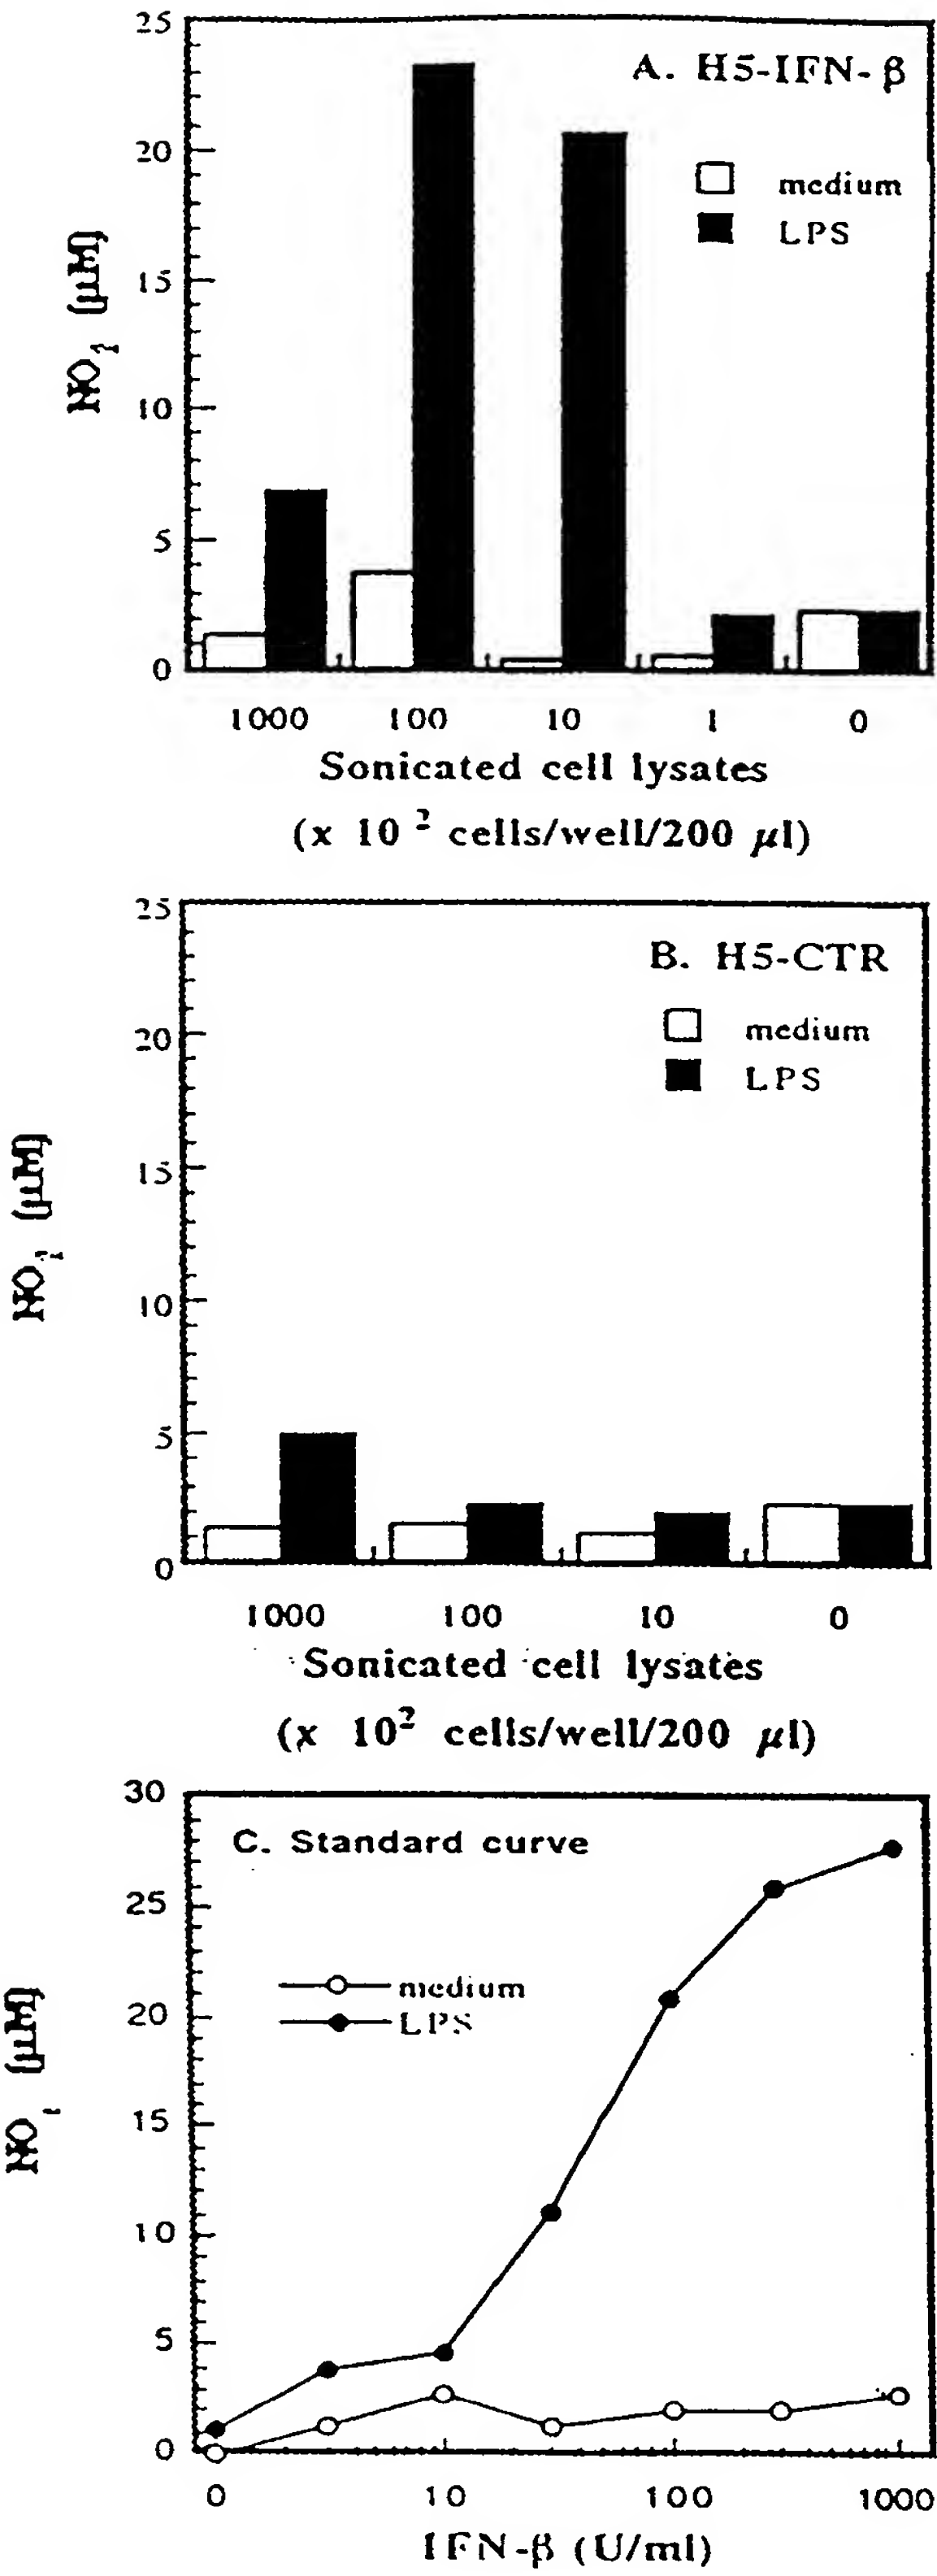 A. H5-IFN- β
medium
LPS
25
20
15
10
5
0
NO2 (µM)
1000 100 10 1 0
Sonicated cell lysates
(x 10 2 cells/well/200 µl)
B. H5-CTR
medium
LPS
25
20
15
10
5
0
NO2 (µM)
1000 100 10 0
Sonicated cell lysates
(x 10² cells/well/200 µl)
C. Standard curve
medium
LPS
30
25
20
15
10
5
0
NO (µM)
0 10 100 1000
IFN-β (U/ml)